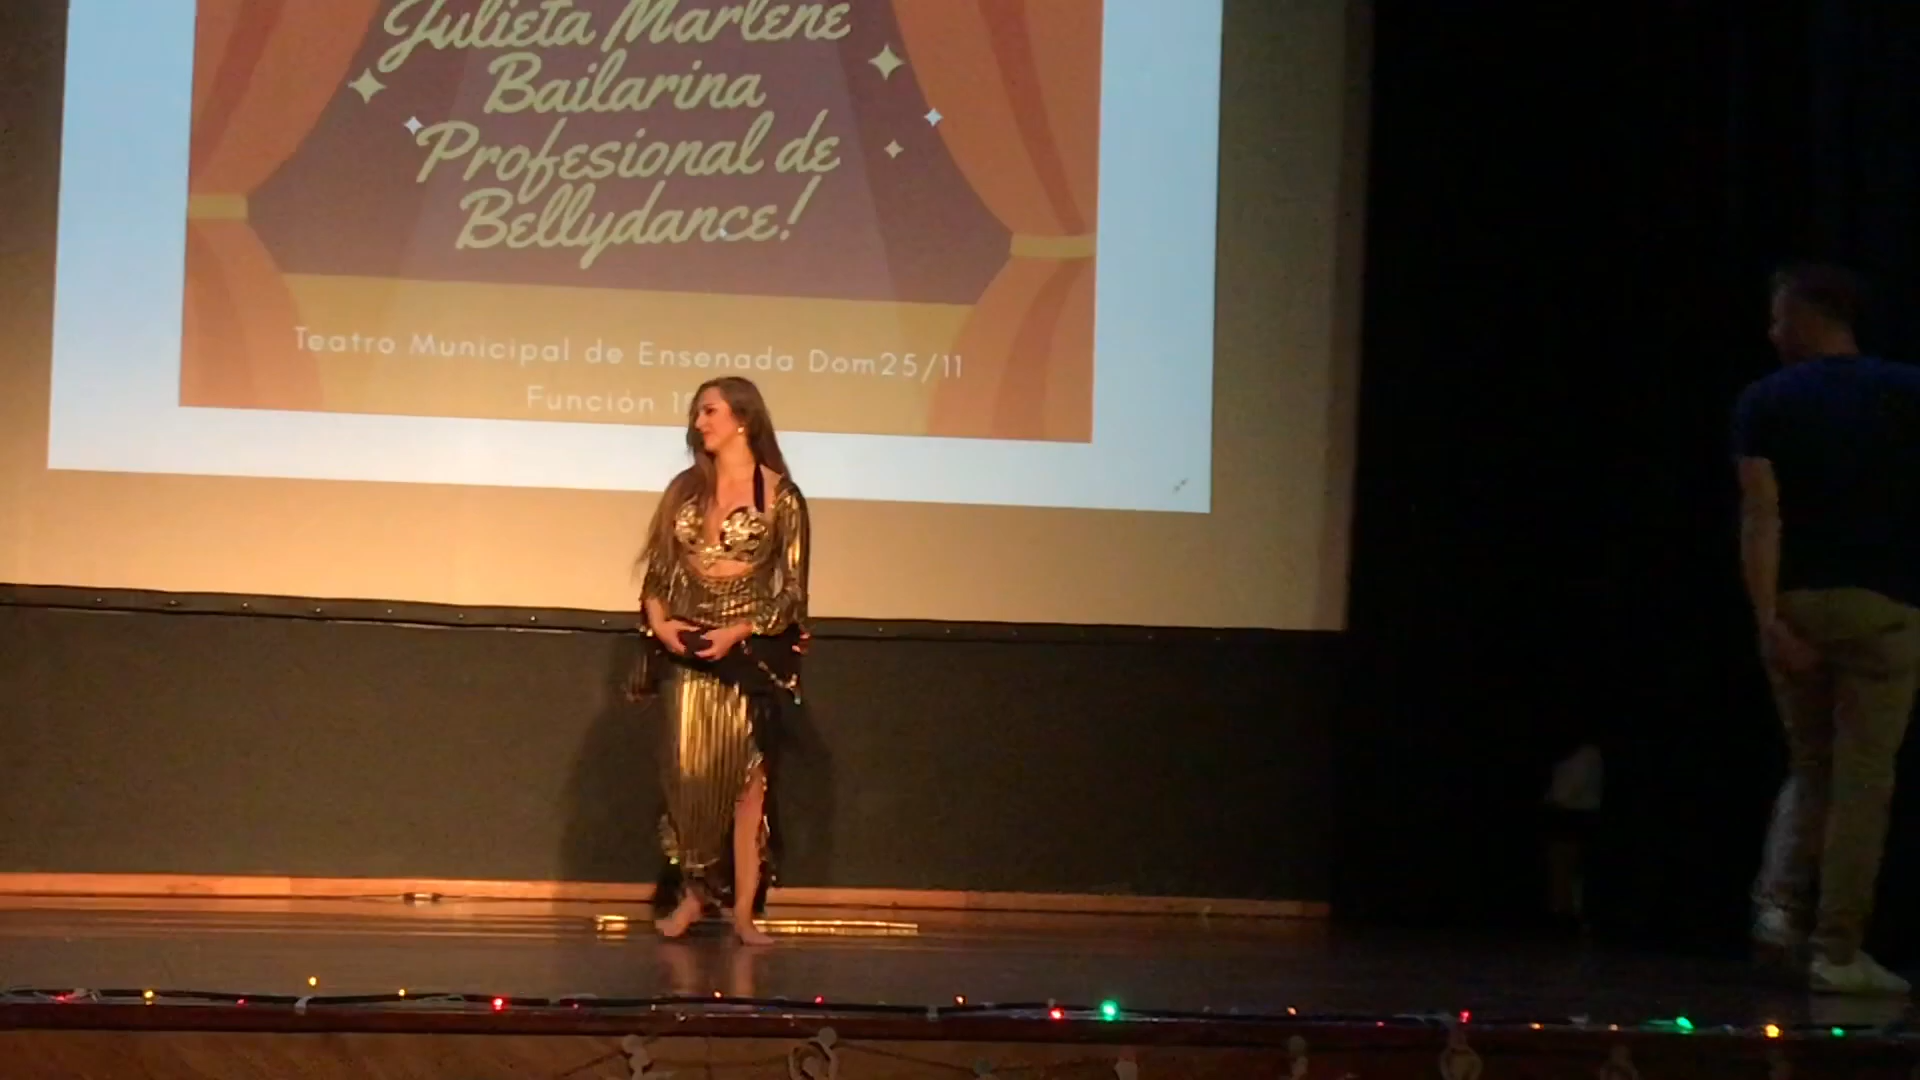 Julieta Marlene
Bailarina
Profesional de
Bellydance!
Teatro Municipal de Ensenada Dom25/11
Función